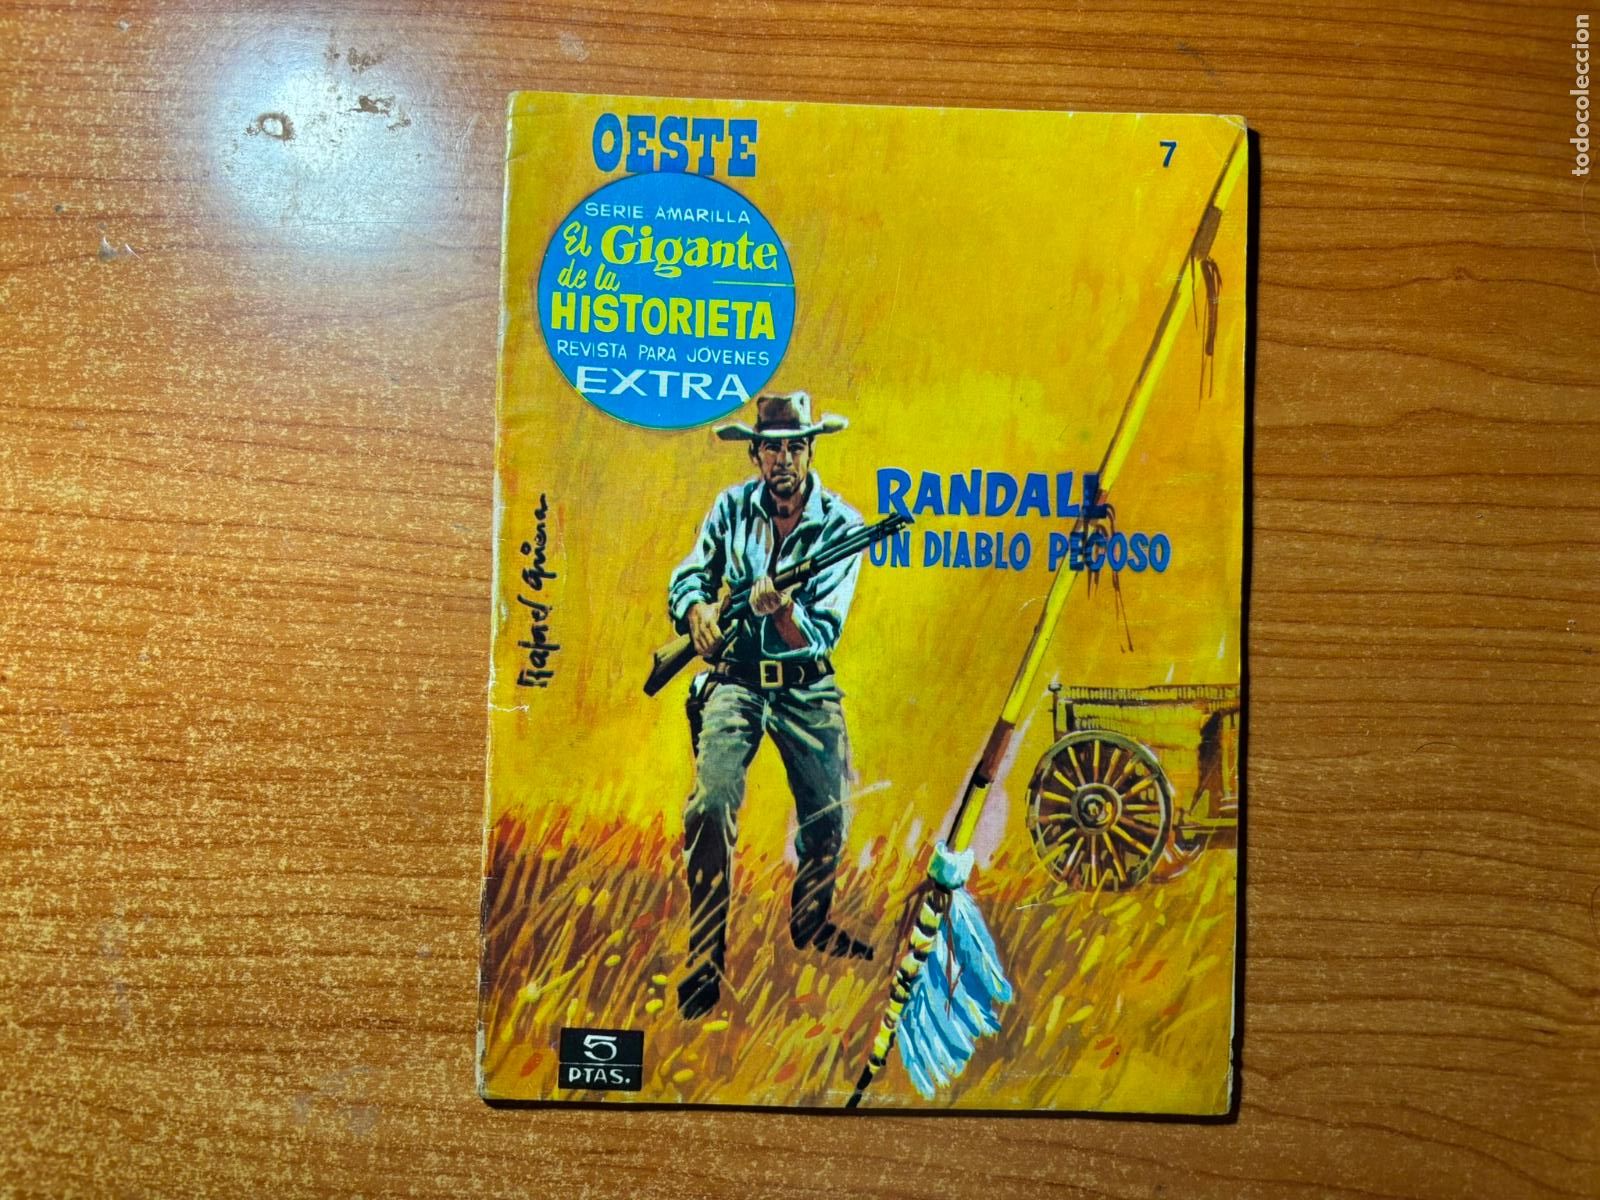 OESTE
7
SERIE AMARILLA
El Gigante
de la
HISTORIETA
REVISTA PARA JOVENES
EXTRA
RANDALL
UN DIABLO PECOSO
Rafael Griera
5
PTAS.
todocoleccion